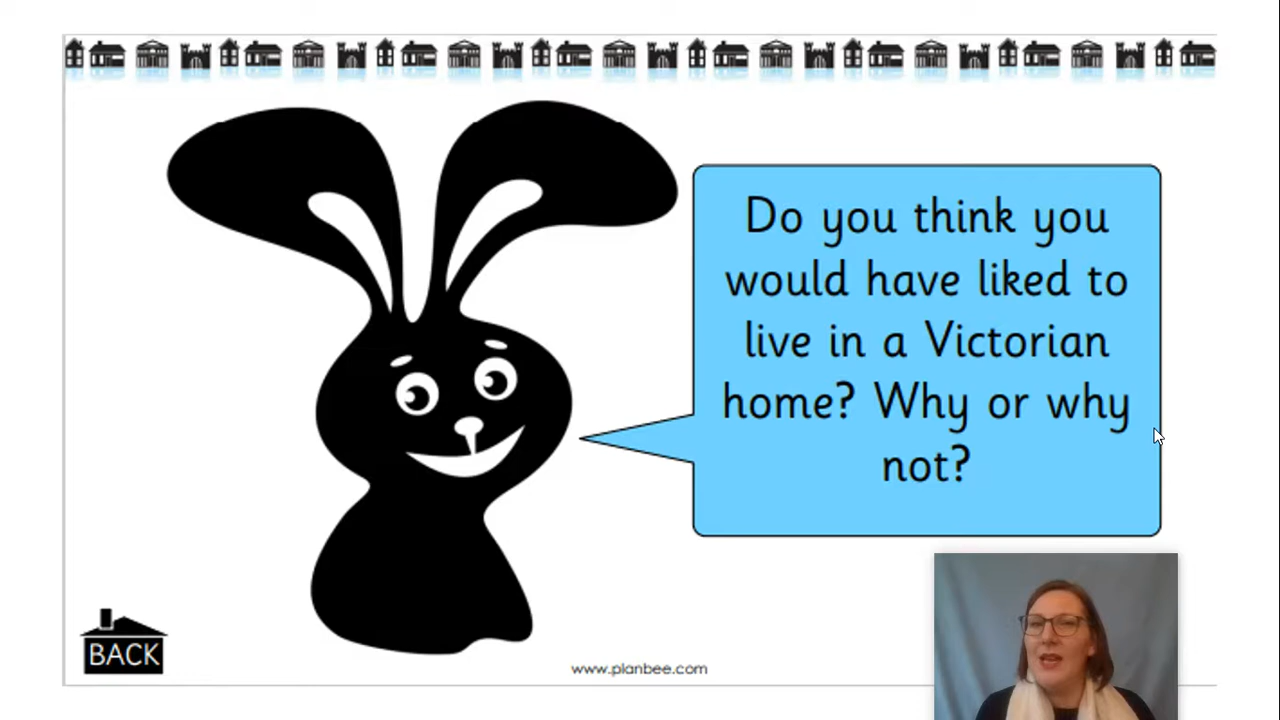 Do you think you
would have liked to
live in a Victorian
home? Why or why
not?
BACK
www.planbee.com